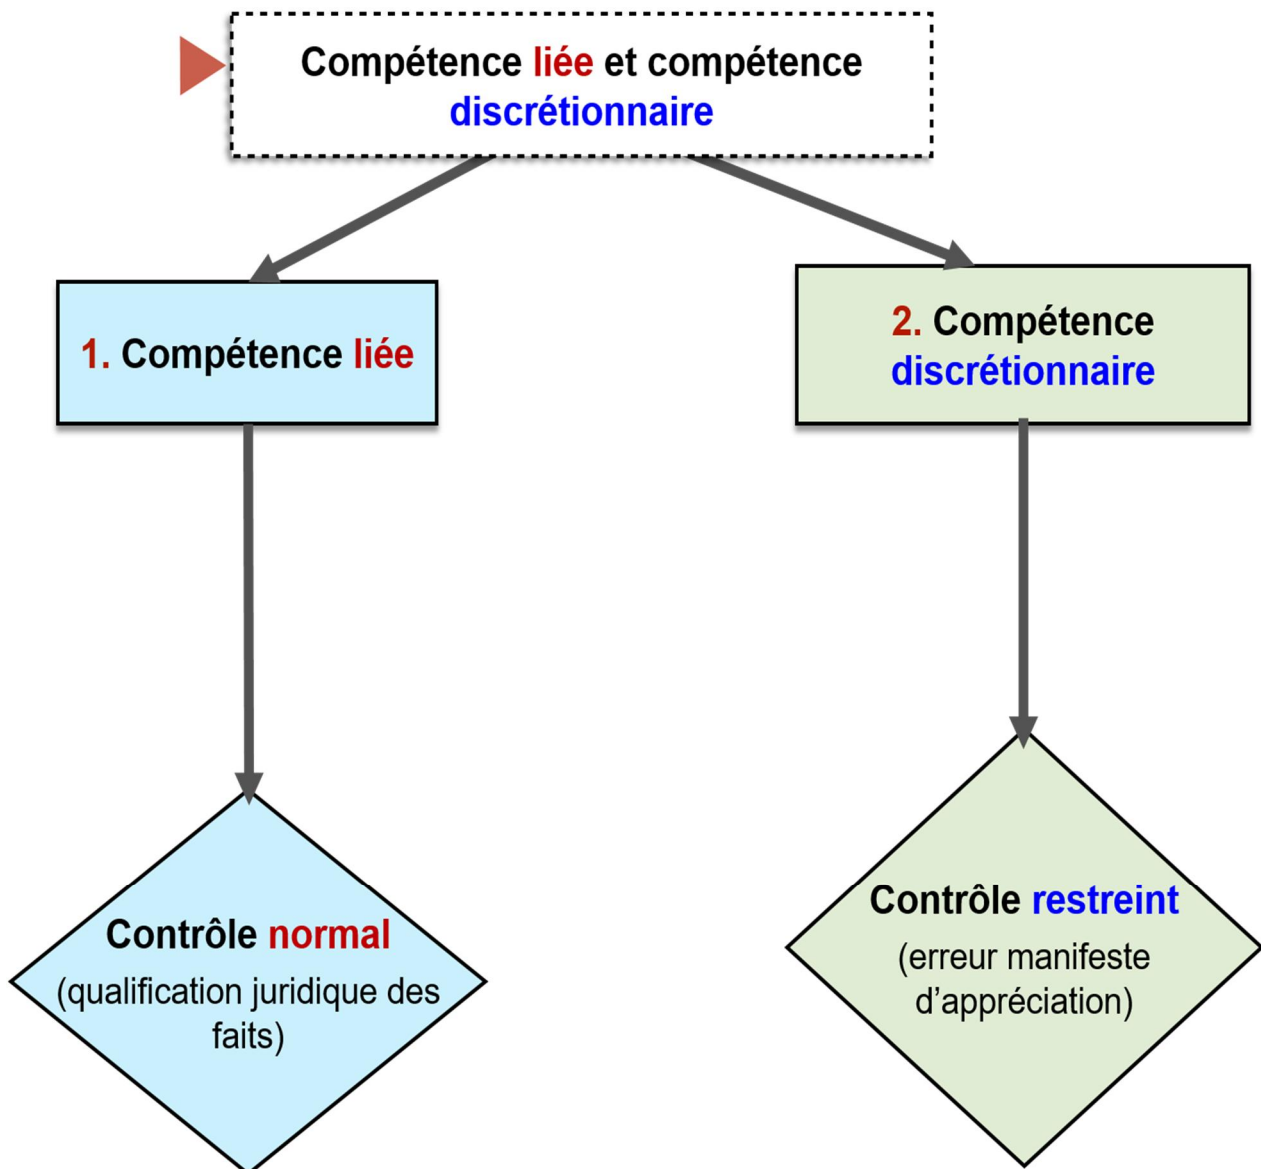 Compétence liée et compétence
discrétionnaire
1. Compétence liée
2. Compétence
discrétionnaire
Contrôle normal
(qualification juridique des
faits)
Contrôle restreint
(erreur manifeste
d’appréciation)